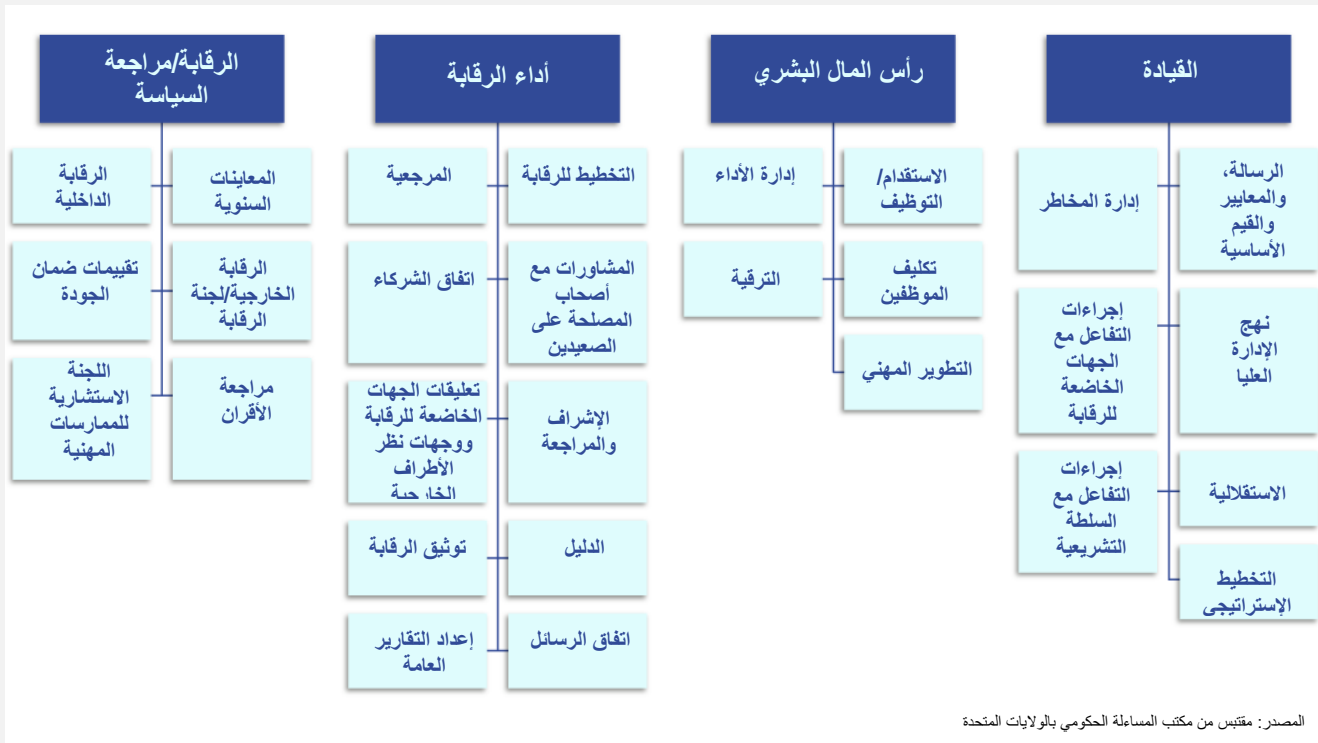 القيادة
الرسالة،
والمعايير
والقيم
الأساسية
إدارة المخاطر
نهج
الإدارة
العليا
إجراءات
التفاعل مع
الجهات
الخاضعة
للرقابة
الاستقلالية
إجراءات
التفاعل مع
السلطة
التشريعية
التخطيط
الإستراتيجي
رأس المال البشري
الاستقدام/
التوظيف
إدارة الأداء
تكليف
الموظفين
الترقية
التطوير المهني
أداء الرقابة
التخطيط للرقابة
المرجعية
المشاورات مع
أصحاب
المصلحة على
الصعيدين
اتفاق الشركاء
الإشراف
والمراجعة
تعليقات الجهات
الخاضعة للرقابة
ووجهات نظر
الأطراف
الخارجية
الدليل
توثيق الرقابة
اتفاق الرسائل
إعداد التقارير
العامة
الرقابة/مراجعة
السياسة
المعاينات
السنوية
الرقابة
الداخلية
الرقابة
الخارجية/لجنة
الرقابة
تقييمات ضمان
الجودة
مراجعة
الأقران
اللجنة
الاستشارية
للممارسات
المهنية
المصدر: مقتبس من مكتب المساءلة الحكومي بالولايات المتحدة